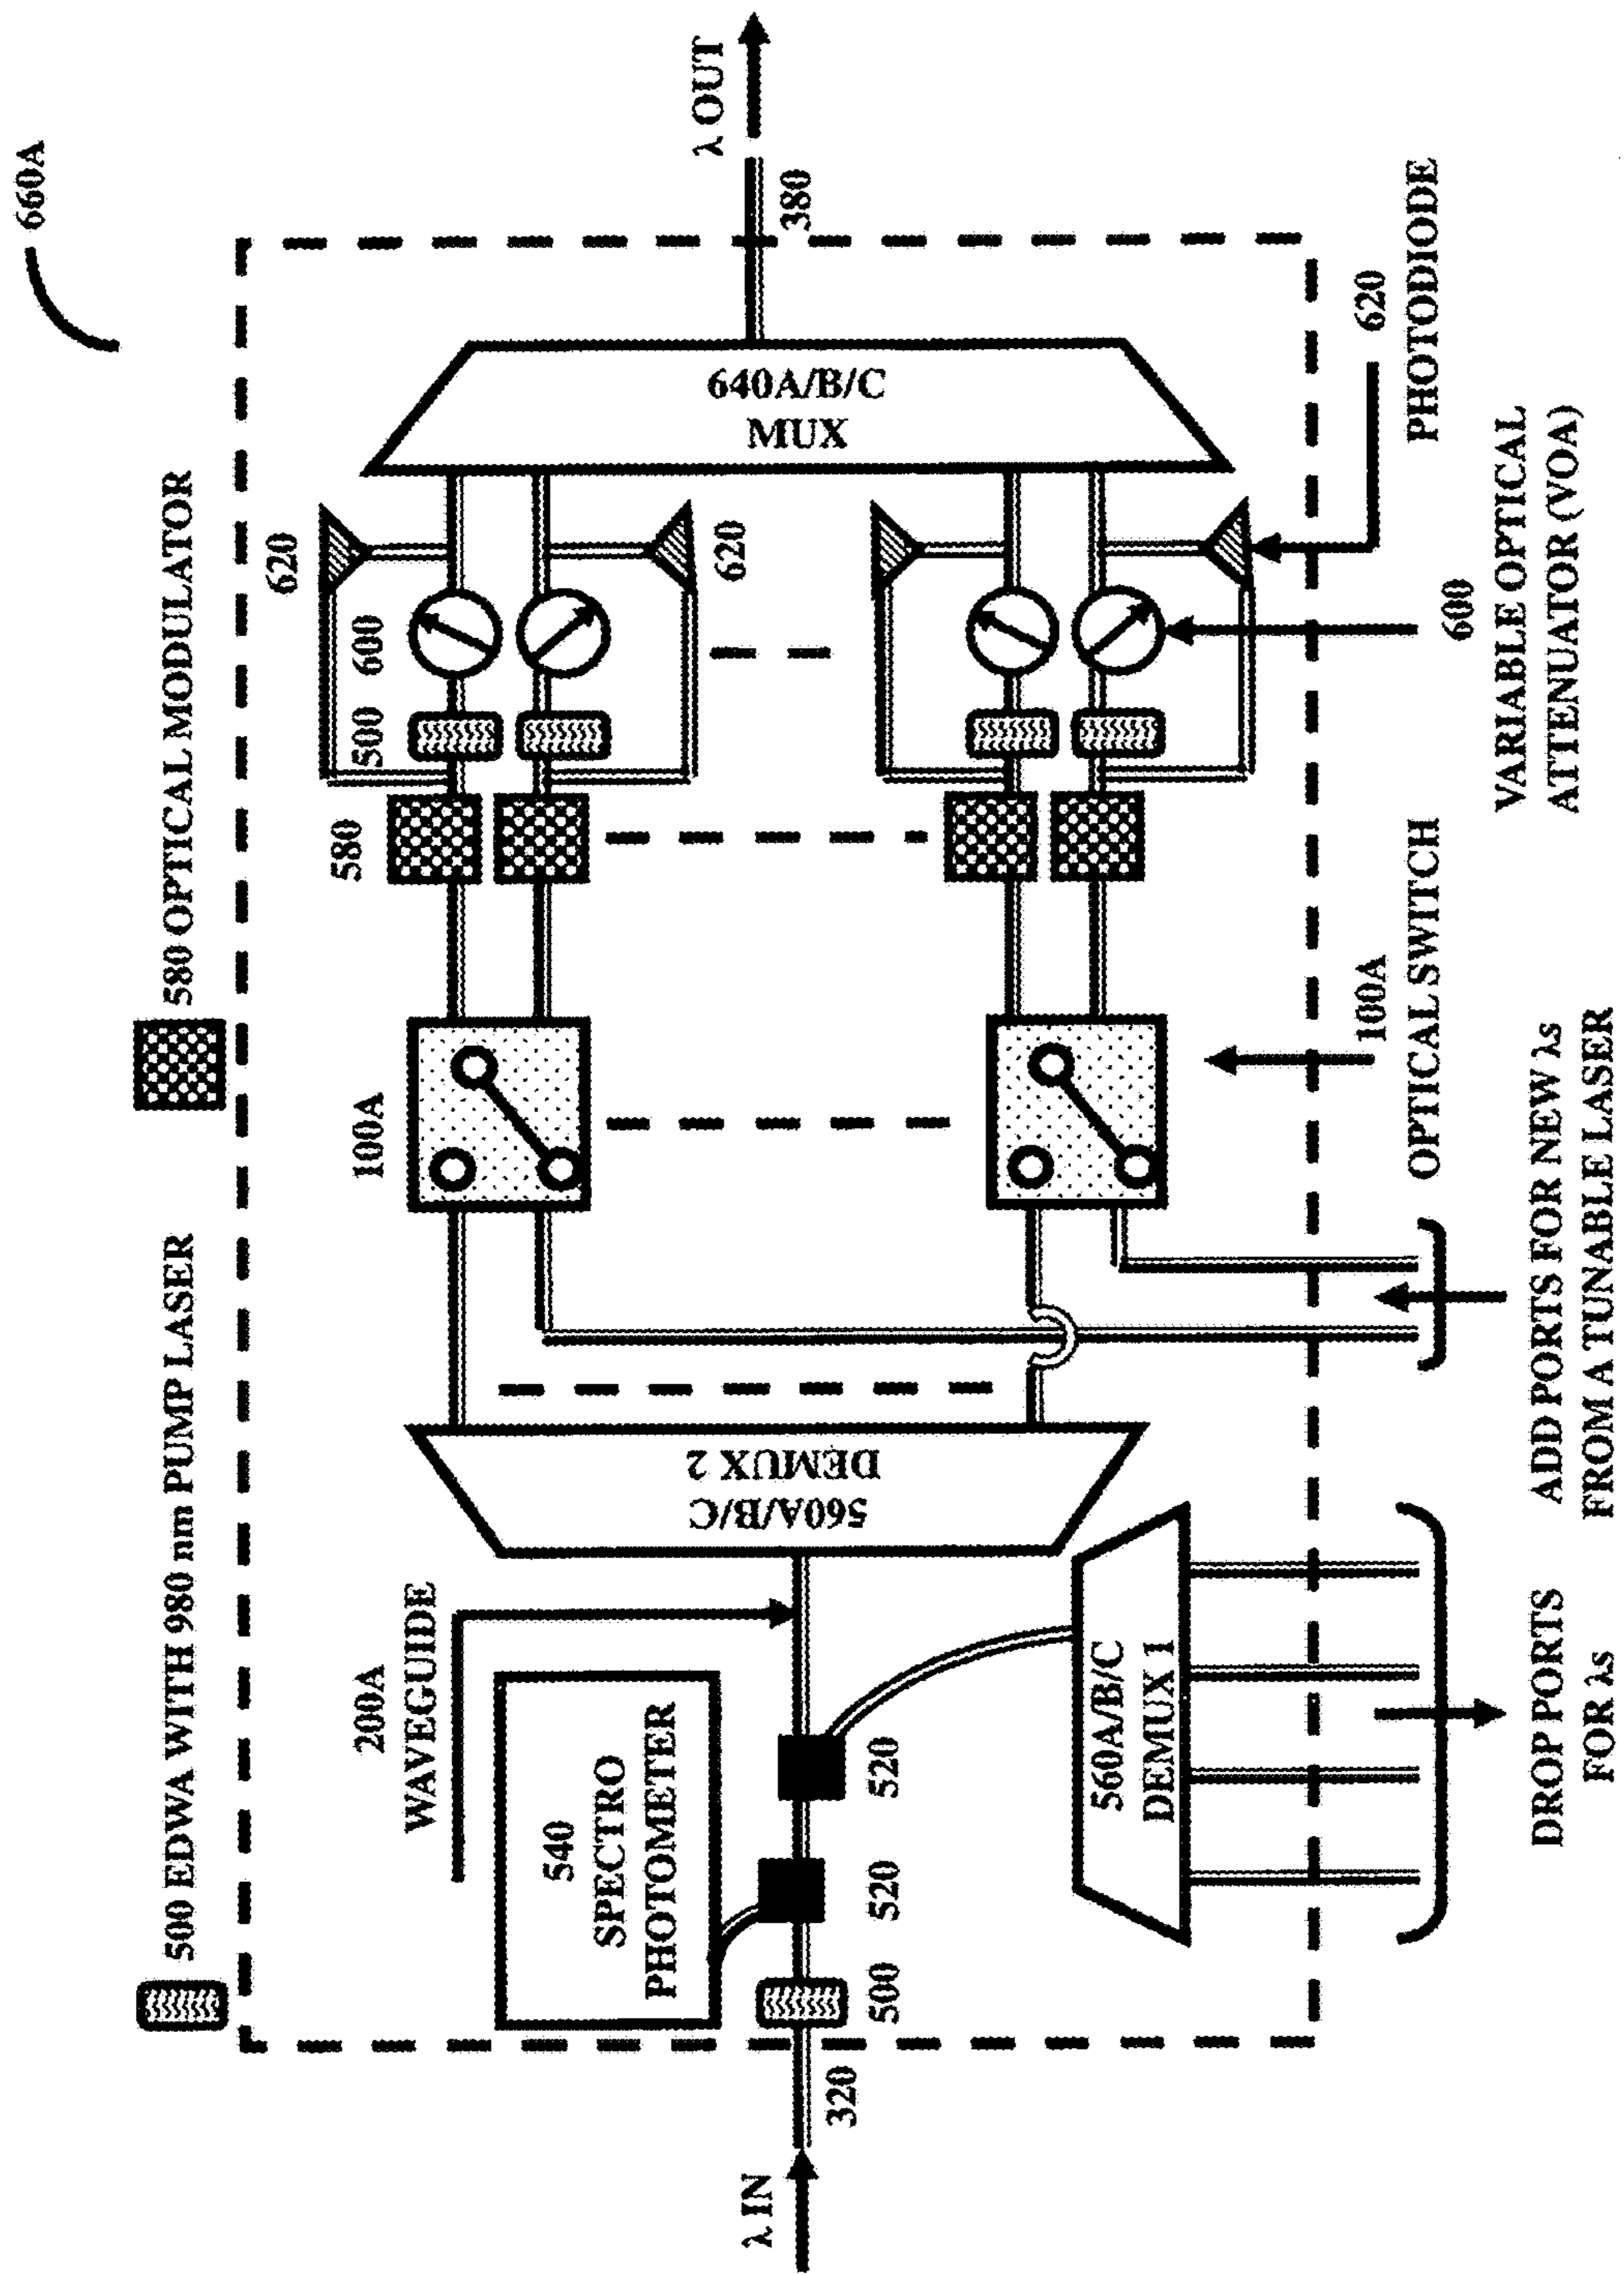 660A
500 EDWA WITH 980 nm PUMP LASER
580 OPTICAL MODULATOR
λ IN
320
500
540
SPECTRO
PHOTOMETER
520
520
200A
WAVEGUIDE
560A/B/C
DEMUX 1
560A/B/C
DEMUX 2
100A
580
500
600
620
620
640A/B/C
MUX
380
λ OUT
DROP PORTS
FOR λs
ADD PORTS FOR NEW λs
FROM A TUNABLE LASER
100A
OPTICAL SWITCH
600
VARIABLE OPTICAL
ATTENUATOR (VOA)
620
PHOTODIODE